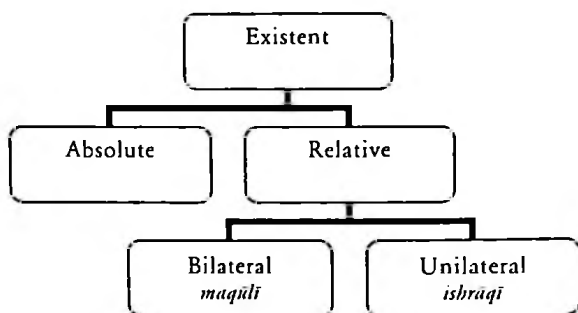 Existent
Absolute
Relative
Bilateral
maqūlī
Unilateral
ishrāqī